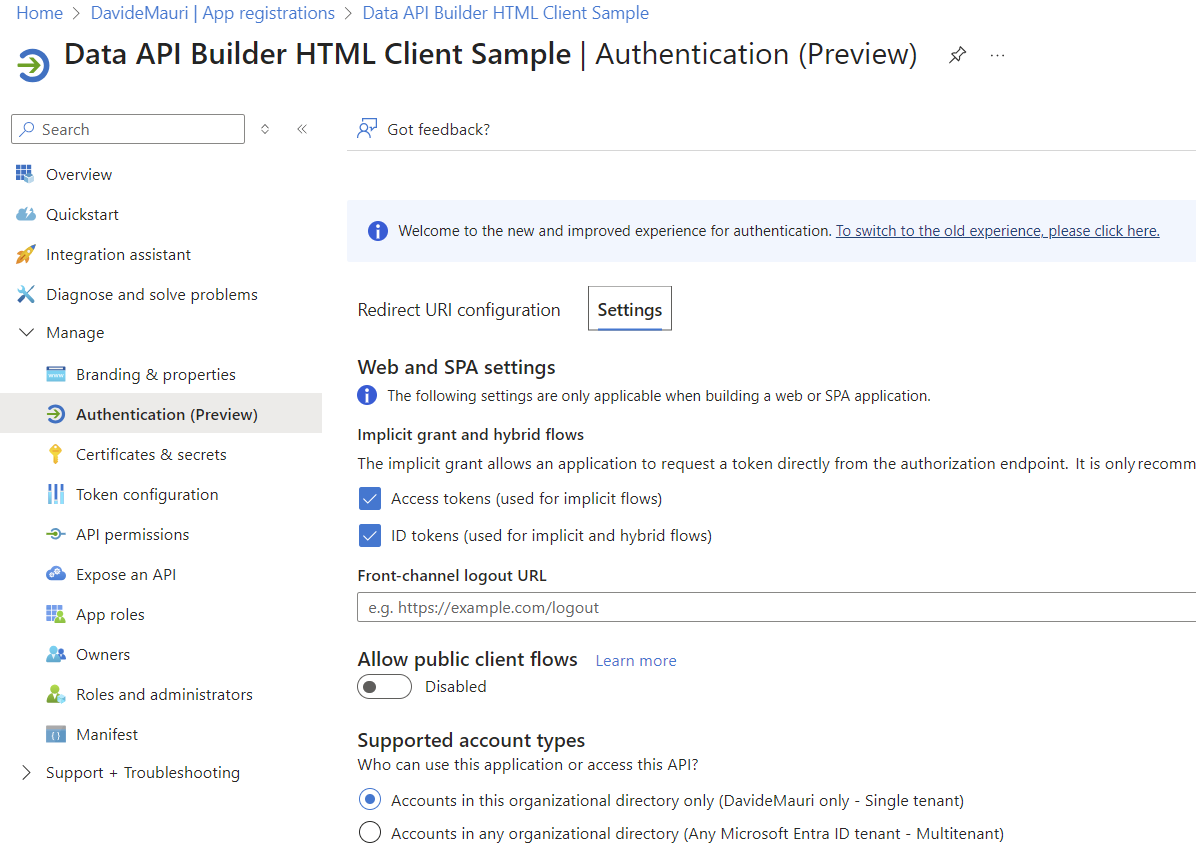 Home > DavideMauri | App registrations > Data API Builder HTML Client Sample
Data API Builder HTML Client Sample | Authentication (Preview) ...
Search
Got feedback?
Overview
Quickstart
Integration assistant
Diagnose and solve problems
Manage
Branding & properties
Authentication (Preview)
Certificates & secrets
Token configuration
API permissions
Expose an API
App roles
Owners
Roles and administrators
Manifest
Support + Troubleshooting
Welcome to the new and improved experience for authentication. To switch to the old experience, please click here.
Redirect URI configuration Settings
Web and SPA settings
The following settings are only applicable when building a web or SPA application.
Implicit grant and hybrid flows
The implicit grant allows an application to request a token directly from the authorization endpoint. It is only recomm
Access tokens (used for implicit flows)
ID tokens (used for implicit and hybrid flows)
Front-channel logout URL
e.g. https://example.com/logout
Allow public client flows Learn more
Disabled
Supported account types
Who can use this application or access this API?
Accounts in this organizational directory only (DavideMauri only - Single tenant)
Accounts in any organizational directory (Any Microsoft Entra ID tenant - Multitenant)